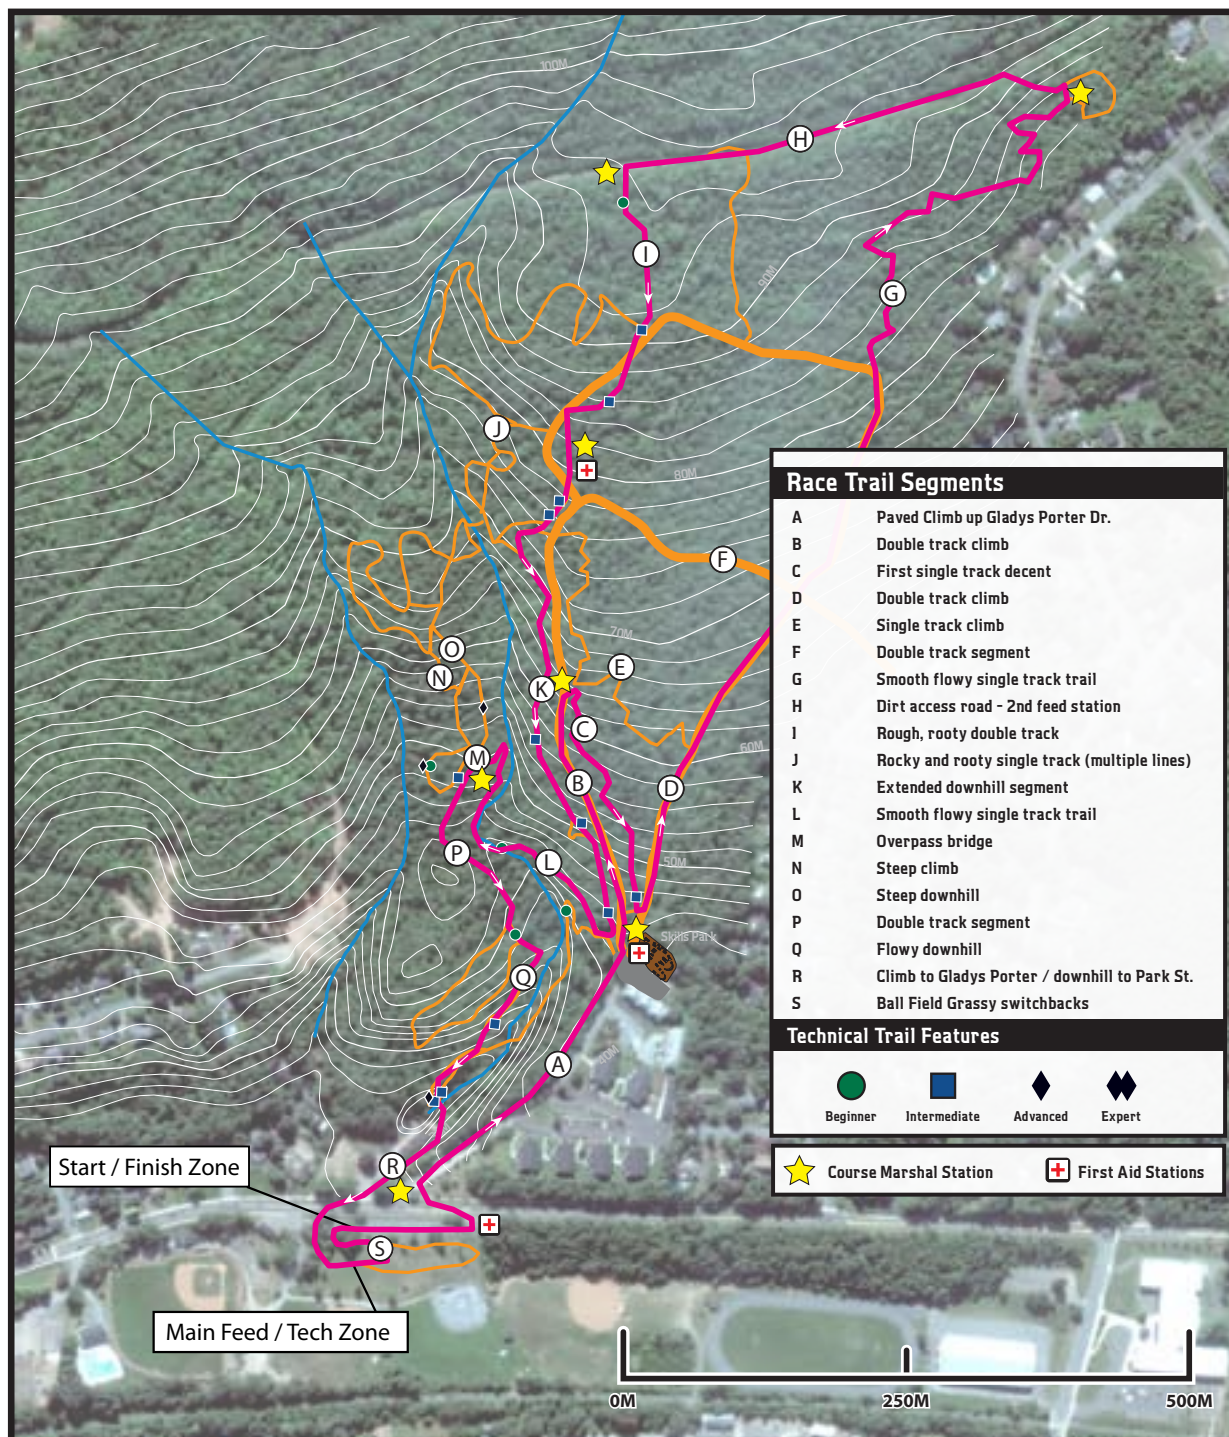 100M
H
I
90M
G
J
80M
F
70M
O
E
N
K
C
60M
M
B
D
P
L
50M
Skills Park
Q
40M
A
R
S
Start / Finish Zone
Main Feed / Tech Zone
Race Trail Segments
A Paved Climb up Gladys Porter Dr.
B Double track climb
C First single track decent
D Double track climb
E Single track climb
F Double track segment
G Smooth flowy single track trail
H Dirt access road - 2nd feed station
I Rough, rooty double track
J Rocky and rooty single track (multiple lines)
K Extended downhill segment
L Smooth flowy single track trail
M Overpass bridge
N Steep climb
O Steep downhill
P Double track segment
Q Flowy downhill
R Climb to Gladys Porter / downhill to Park St.
S Ball Field Grassy switchbacks
Technical Trail Features
Beginner Intermediate Advanced Expert
Course Marshal Station First Aid Stations
0M 250M 500M